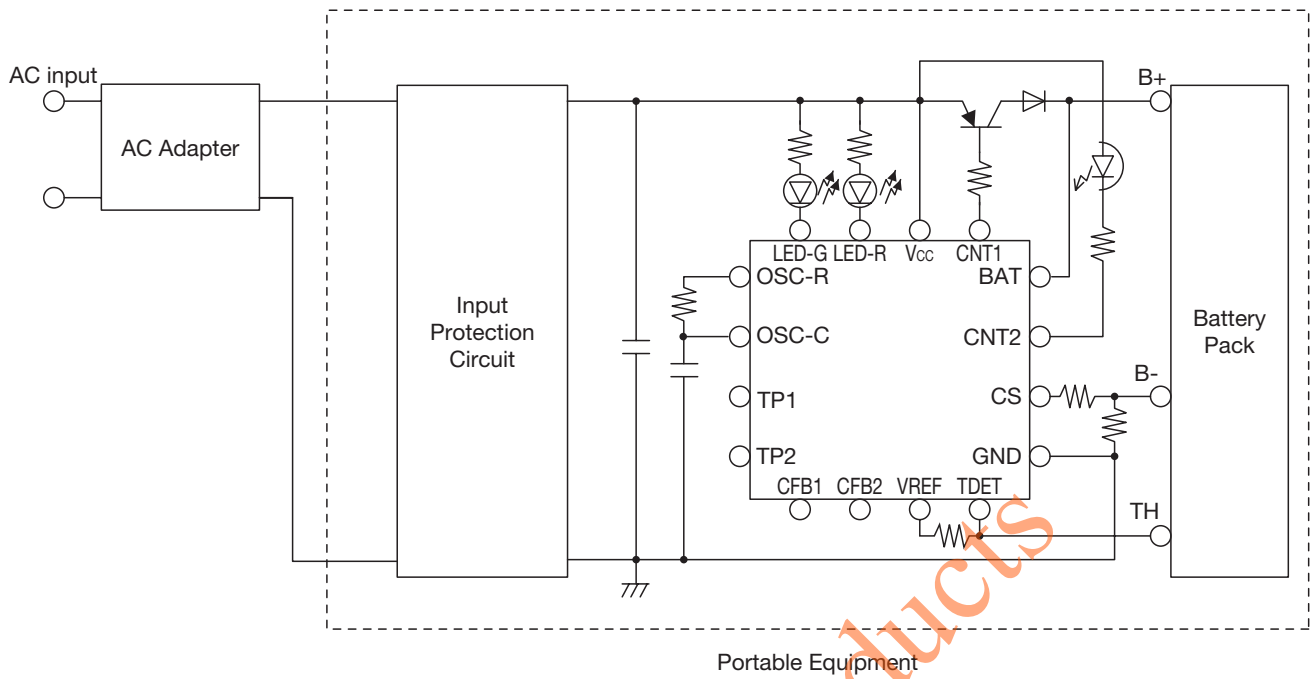 AC input
AC Adapter
Input
Protection
Circuit
B+
LED-G LED-R Vcc CNT1
OSC-R
BAT
OSC-C
CNT2
TP1
CS
TP2
GND
CFB1 CFB2 VREF TDET
B-
TH
Battery
Pack
Portable Equipment
ducts